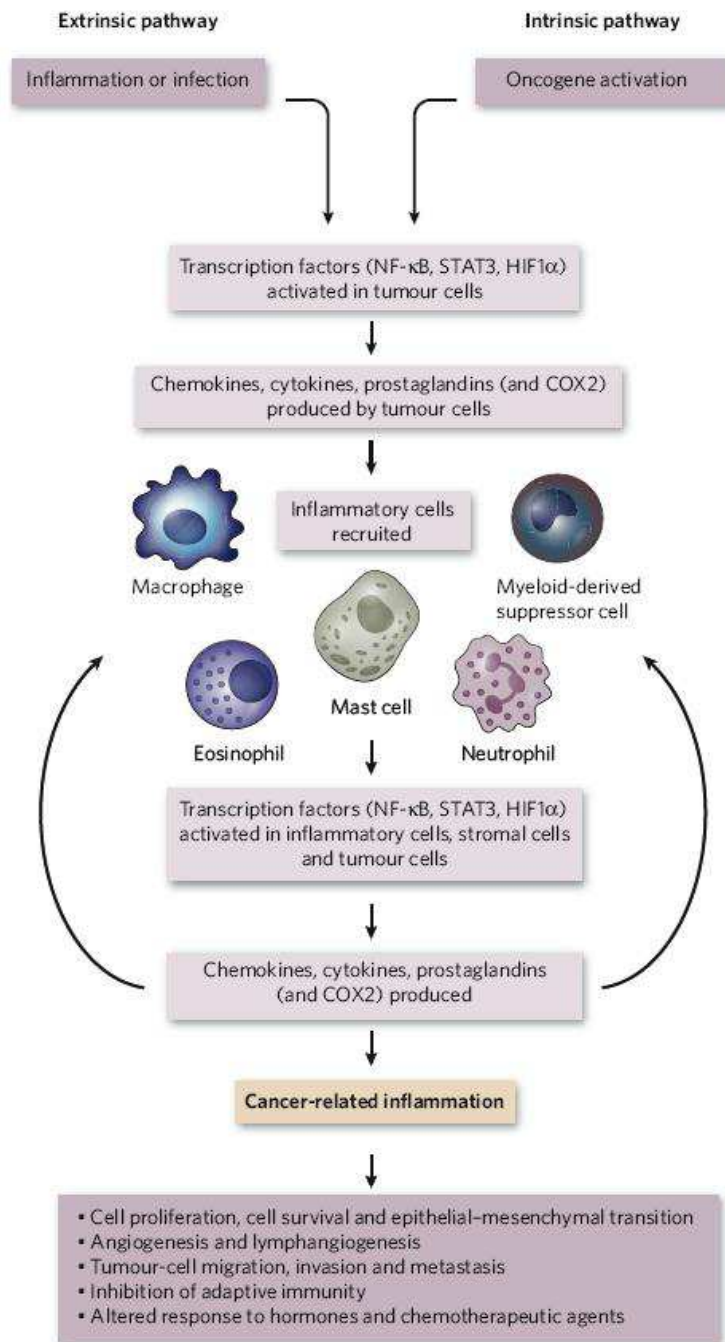 Extrinsic pathway
Intrinsic pathway
Inflammation or infection
Oncogene activation
Transcription factors (NF-κB, STAT3, HIF1α)
activated in tumour cells
Chemokines, cytokines, prostaglandins (and COX2)
produced by tumour cells
Inflammatory cells
recruited
Macrophage
Myeloid-derived
suppressor cell
Mast cell
Eosinophil
Neutrophil
Transcription factors (NF-κB, STAT3, HIF1α)
activated in inflammatory cells, stromal cells
and tumour cells
Chemokines, cytokines, prostaglandins
(and COX2) produced
Cancer-related inflammation
▪ Cell proliferation, cell survival and epithelial–mesenchymal transition
▪ Angiogenesis and lymphangiogenesis
▪ Tumour-cell migration, invasion and metastasis
▪ Inhibition of adaptive immunity
▪ Altered response to hormones and chemotherapeutic agents